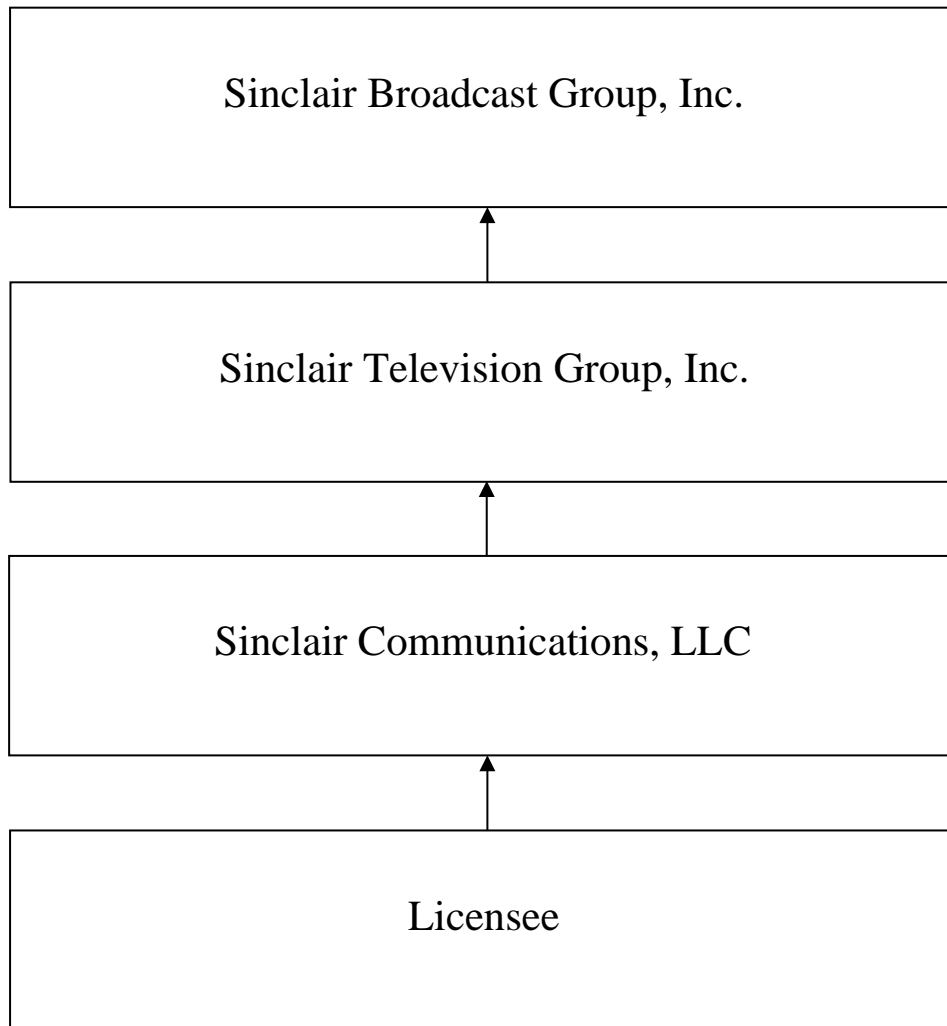 Sinclair Broadcast Group, Inc.
Sinclair Television Group, Inc.
Sinclair Communications, LLC
Licensee